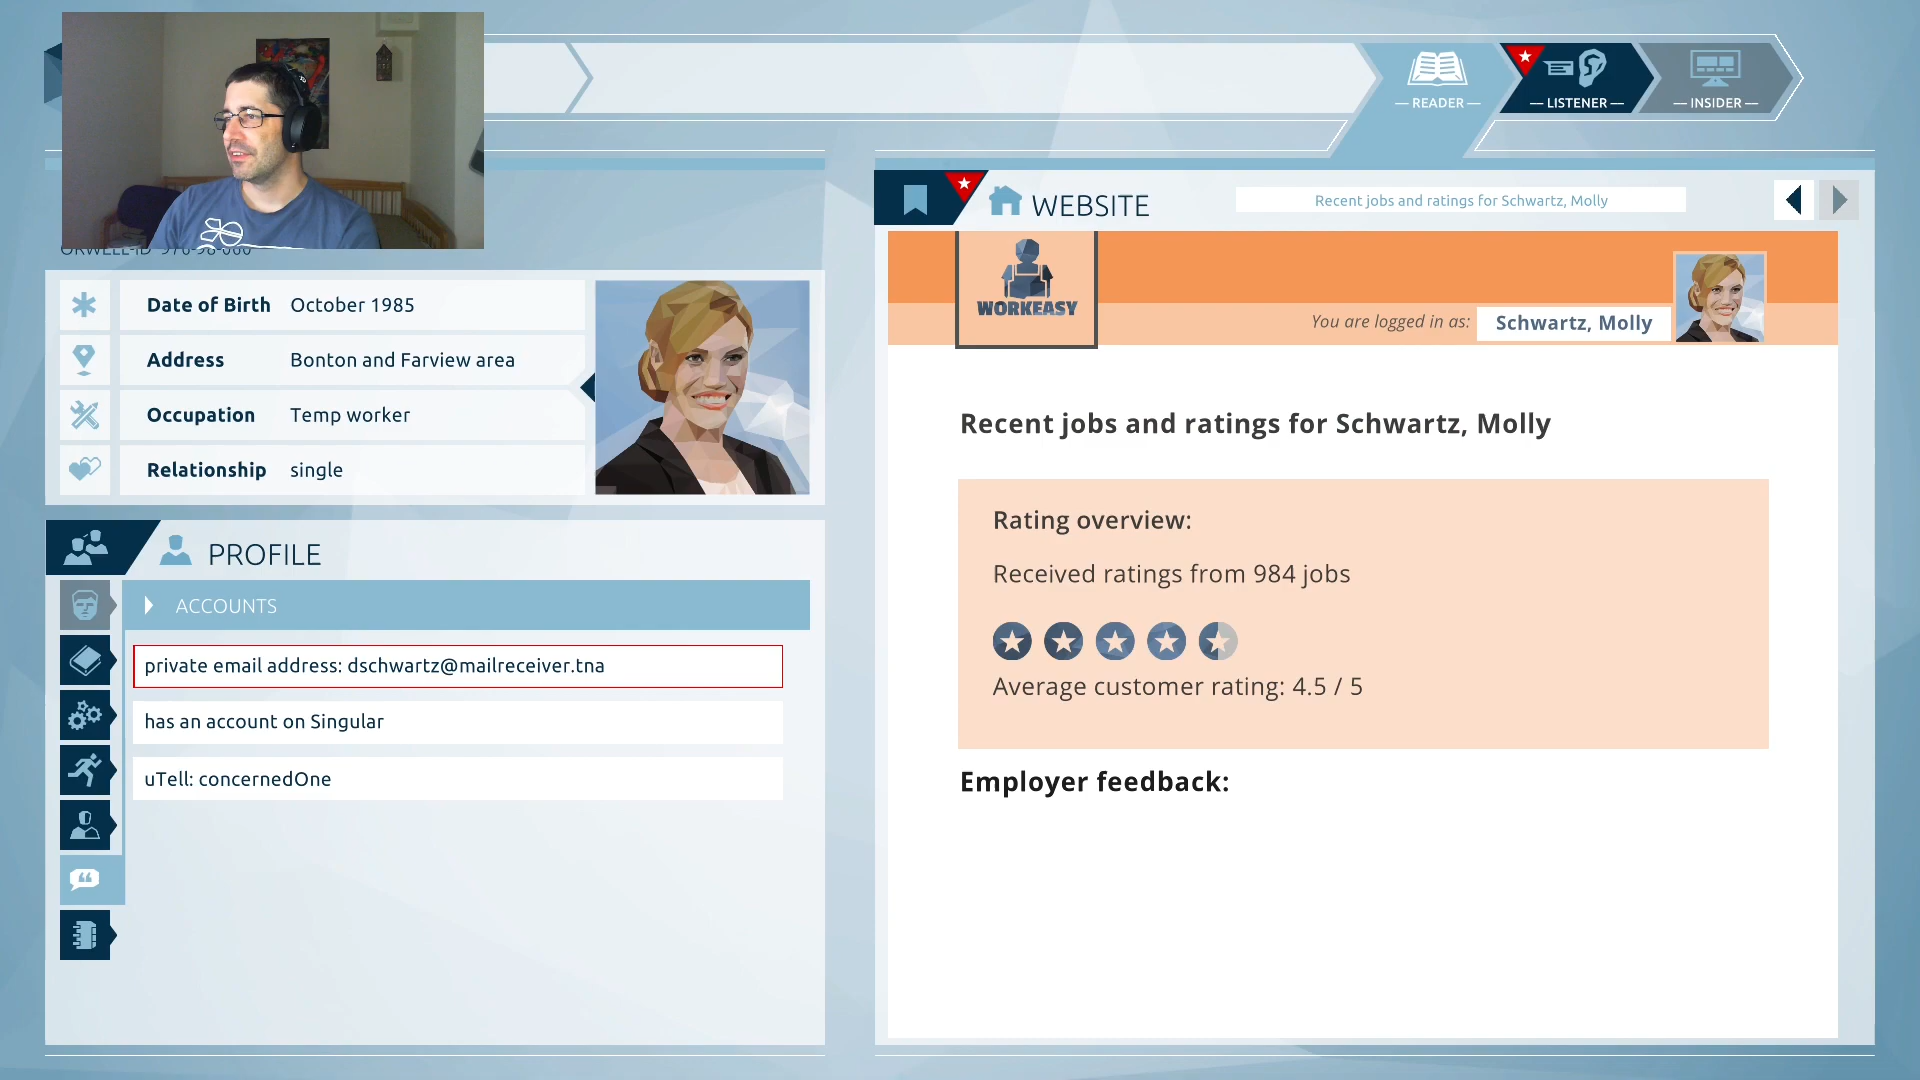 READER
LISTENER
INSIDER
WEBSITE
Recent jobs and ratings for Schwartz, Molly
WORKEASY
You are logged in as:
Schwartz, Molly
Date of Birth October 1985
Address Bonton and Farview area
Occupation Temp worker
Relationship single
PROFILE
ACCOUNTS
private email address: dschwartz@mailreceiver.tna
has an account on Singular
uTell: concernedOne
Recent jobs and ratings for Schwartz, Molly
Rating overview:
Received ratings from 984 jobs
Average customer rating: 4.5 / 5
Employer feedback: